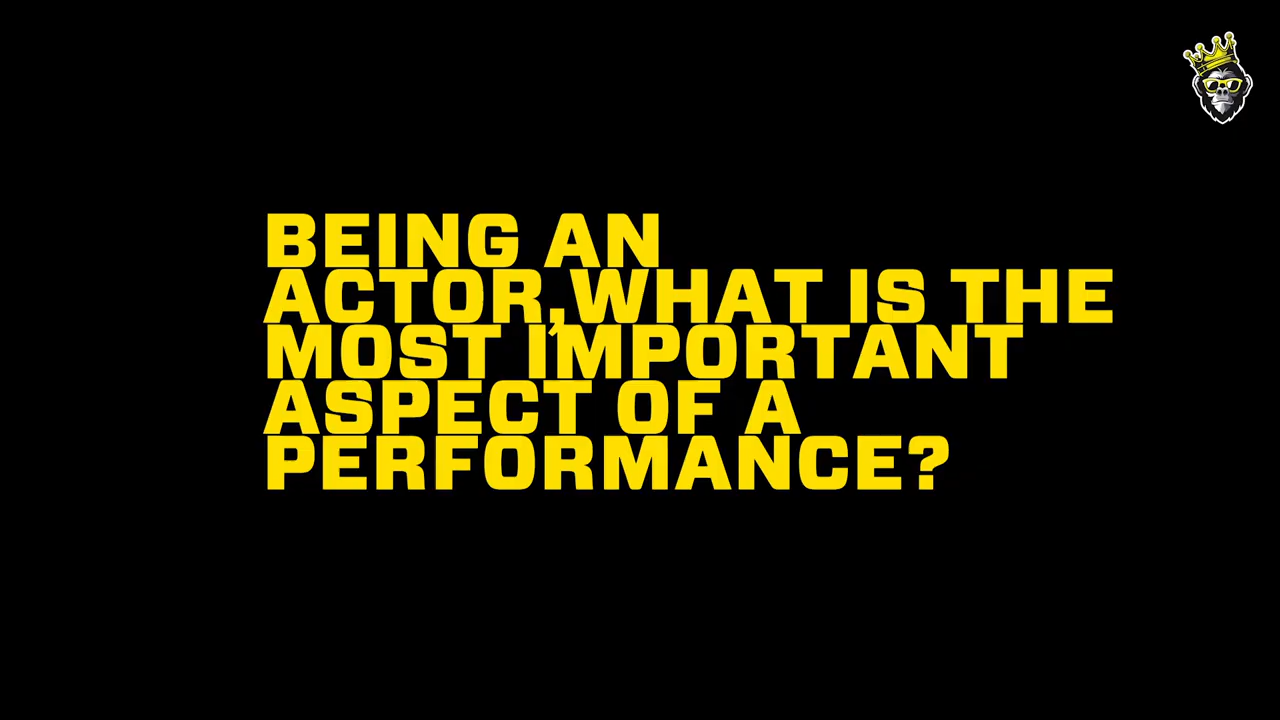 BEING AN
ACTOR,WHAT IS THE
MOST IMPORTANT
ASPECT OF A
PERFORMANCE?